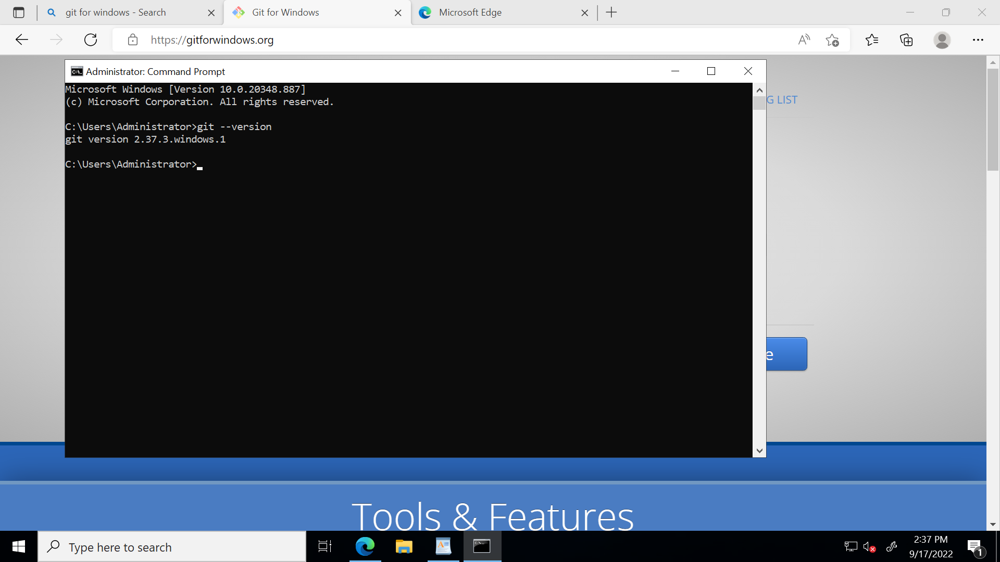 git for windows - Search
Git for Windows
Microsoft Edge
https://gitforwindows.org
Administrator: Command Prompt
Microsoft Windows [Version 10.0.20348.887]
(c) Microsoft Corporation. All rights reserved.
C:\Users\Administrator>git --version
git version 2.37.3.windows.1
C:\Users\Administrator>
G LIST
e
Tools & Features
Type here to search
2:37 PM
9/17/2022
1